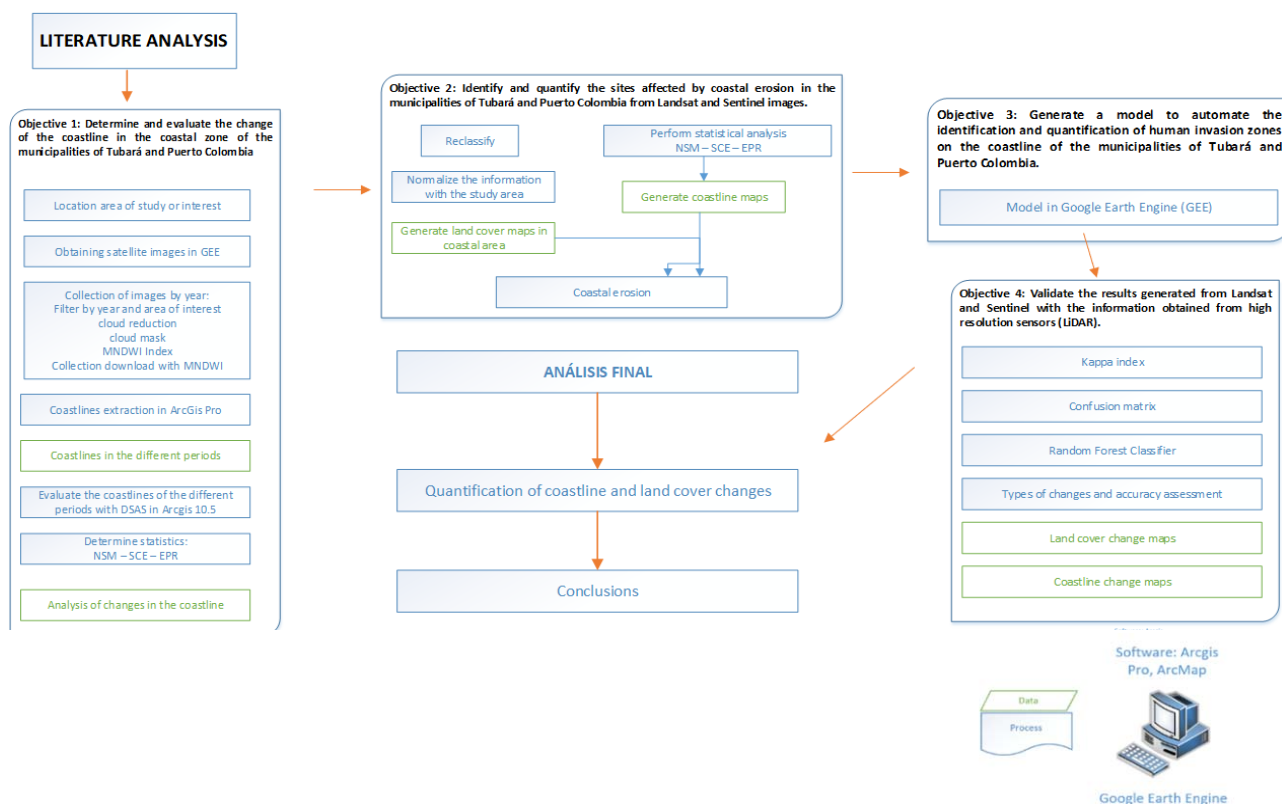 LITERATURE ANALYSIS
Objective 1: Determine and evaluate the change
of the coastline in the coastal zone of the
municipalities of Tubará and Puerto Colombia
Location area of study or interest
Obtaining satellite images in GEE
Collection of images by year:
Filter by year and area of interest
cloud reduction
cloud mask
MNDWI Index
Collection download with MNDWI
Coastlines extraction in ArcGis Pro
Coastlines in the different periods
Evaluate the coastlines of the different
periods with DSAS in Arcgis 10.5
Determine statistics:
NSM – SCE – EPR
Analysis of changes in the coastline
Objective 2: Identify and quantify the sites affected by coastal erosion in the
municipalities of Tubará and Puerto Colombia from Landsat and Sentinel images.
Reclassify
Normalize the information
with the study area
Generate land cover maps in
coastal area
Perform statistical analysis
NSM – SCE – EPR
Generate coastline maps
Coastal erosion
ANÁLISIS FINAL
Quantification of coastline and land cover changes
Conclusions
Objective 3: Generate a model to automate the
identification and quantification of human invasion zones
on the coastline of the municipalities of Tubará and
Puerto Colombia.
Model in Google Earth Engine (GEE)
Objective 4: Validate the results generated from Landsat
and Sentinel with the information obtained from high
resolution sensors (LiDAR).
Kappa index
Confusion matrix
Random Forest Classifier
Types of changes and accuracy assessment
Land cover change maps
Coastline change maps
Software: Arcgis
Pro, ArcMap
Data
Process
Google Earth Engine